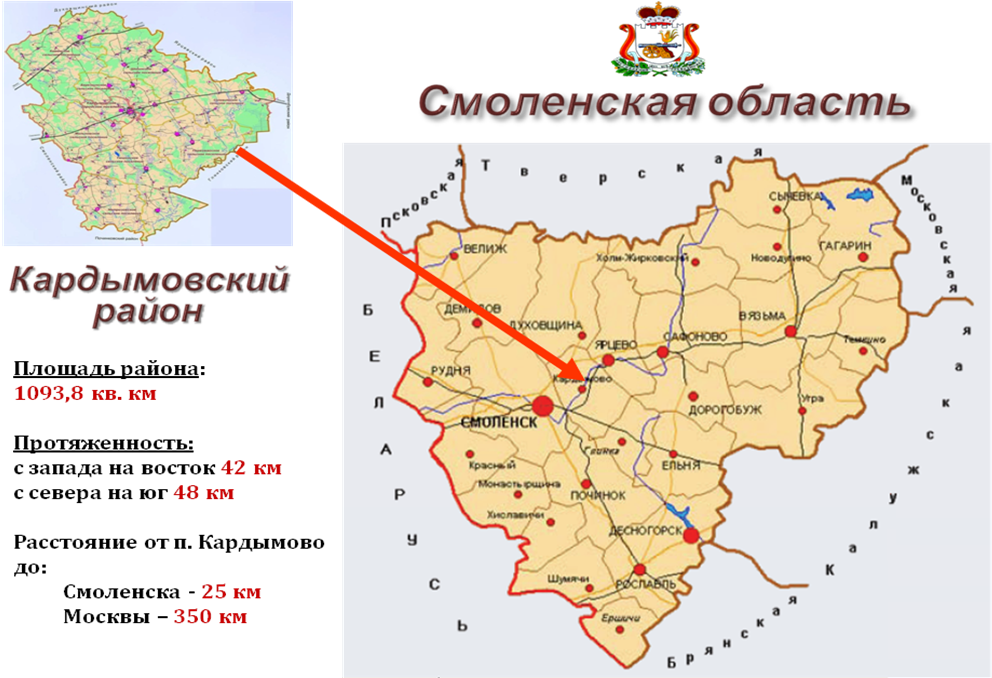 Смоленская область
Кардымовский
район
Площадь района:
1093,8 кв. км
Протяженность:
с запада на восток 42 км
с севера на юг 48 км
Расстояние от п. Кардымово
до:
Смоленска - 25 км
Москвы – 350 км
Псковская
Тверская
Московская
Калужская
Брянская
БЕЛАРУСЬ
СЫЧЕВКА
ВЕЛИЖ
Холм-Жирковский
Новодугино
ГАГАРИН
ДЕМИДОВ
ДУХОВЩИНА
ЯРЦЕВО
САФОНОВО
ВЯЗЬМА
Темкино
РУДНЯ
Кардымово
СМОЛЕНСК
ДОРОГОБУЖ
Угра
Глинка
Красный
ЕЛЬНЯ
Монастырщина
ПОЧИНОК
Хиславичи
ДЕСНОГОРСК
Шумячи
РОСЛАВЛЬ
Ершичи